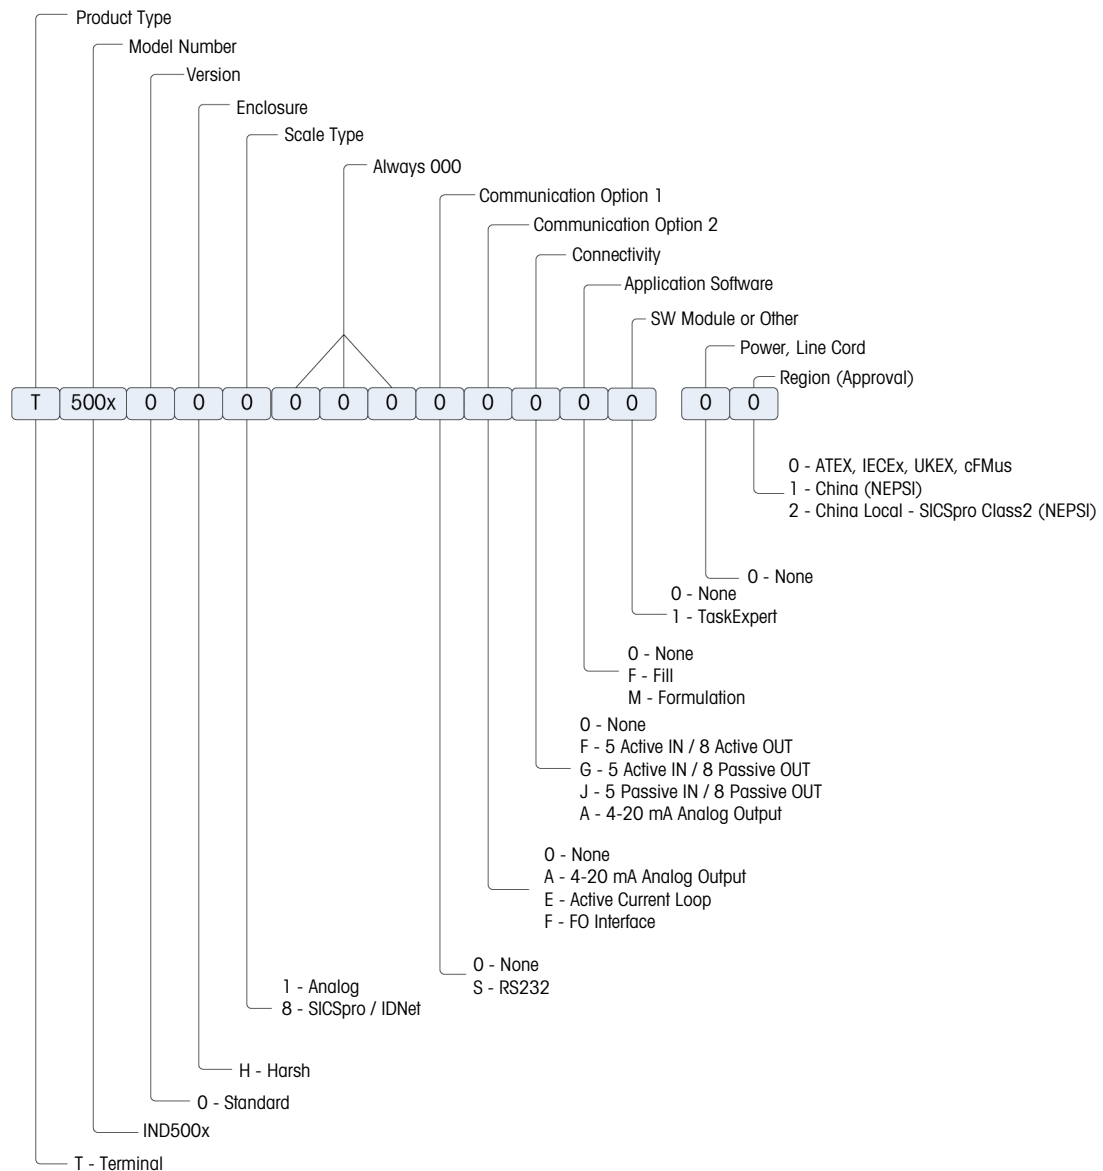 Product Type
Model Number
Version
Enclosure
Scale Type
Always 000
Communication Option 1
Communication Option 2
Connectivity
Application Software
SW Module or Other
Power, Line Cord
Region (Approval)
T 500x 0 0 0 0 0 0 0 0 0 0 0 0 0
0 - ATEX, IECEx, UKEX, cFMus
1 - China (NEPSI)
2 - China Local - SICSpro Class2 (NEPSI)
0 - None
0 - None
1 - TaskExpert
0 - None
F - Fill
M - Formulation
0 - None
F - 5 Active IN / 8 Active OUT
G - 5 Active IN / 8 Passive OUT
J - 5 Passive IN / 8 Passive OUT
A - 4-20 mA Analog Output
0 - None
A - 4-20 mA Analog Output
E - Active Current Loop
F - FO Interface
0 - None
S - RS232
1 - Analog
8 - SICSpro / IDNet
H - Harsh
0 - Standard
IND500x
T - Terminal